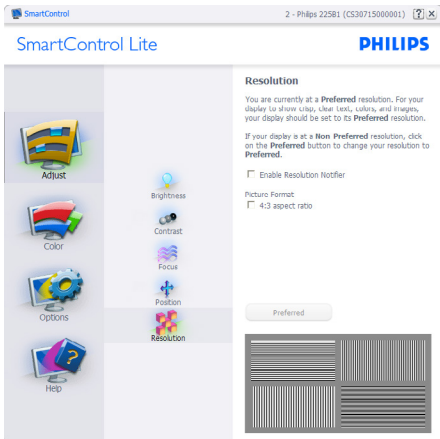 SmartControl
2 - Philips 225B1 (CS30715000001)
SmartControl Lite
PHILIPS
Adjust
Color
Options
Help
Brightness
Contrast
Focus
Position
Resolution
Resolution
You are currently at a Preferred resolution. For your
display to show crisp, clear text, colors, and images,
your display should be set to its Preferred resolution.
If your display is at a Non Preferred resolution, click
on the Preferred button to change your resolution to
Preferred.
Enable Resolution Notifier
Picture Format
4:3 aspect ratio
Preferred